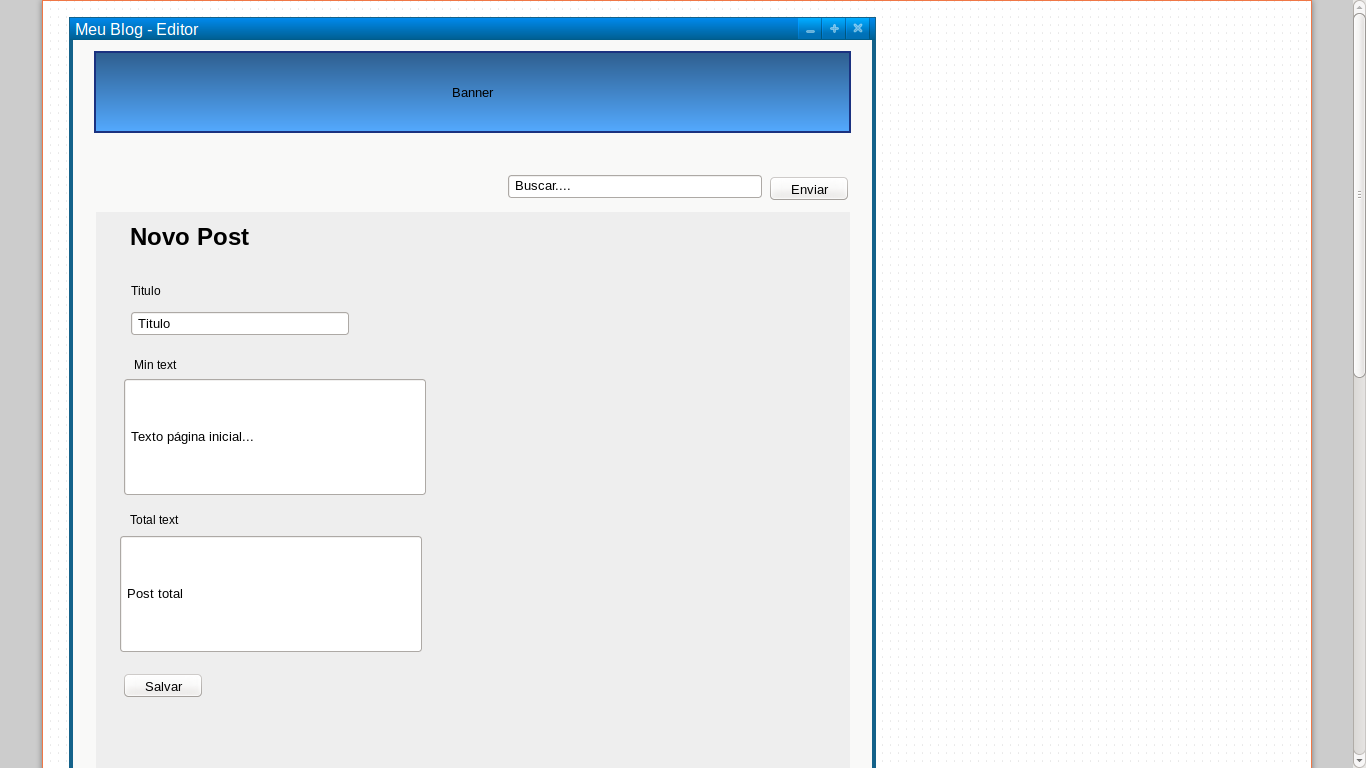 Meu Blog - Editor
Banner
Buscar....
Enviar
Novo Post
Titulo
Titulo
Min text
Texto página inicial...
Total text
Post total
Salvar